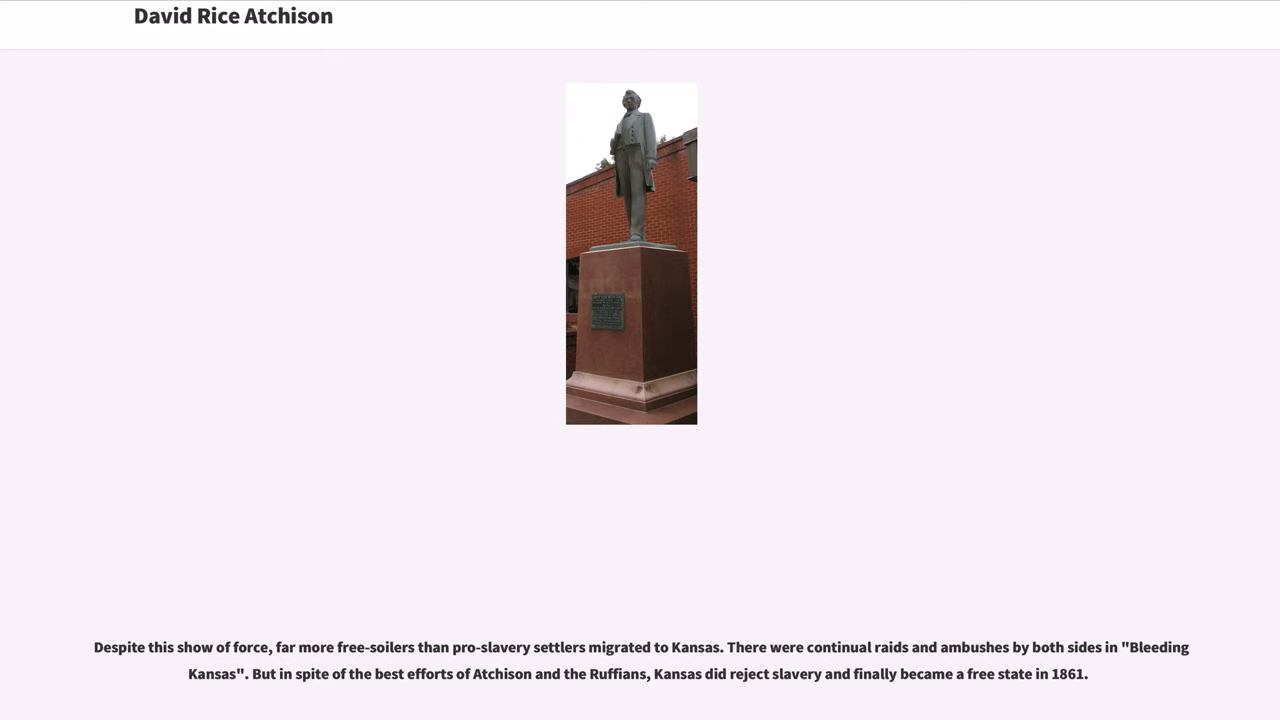 David Rice Atchison
Despite this show of force, far more free-soilers than pro-slavery settlers migrated to Kansas. There were continual raids and ambushes by both sides in "Bleeding
Kansas". But in spite of the best efforts of Atchison and the Ruffians, Kansas did reject slavery and finally became a free state in 1861.